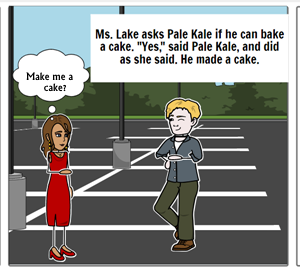 Ms. Lake asks Pale Kale if he can bake
a cake. "Yes," said Pale Kale, and did
as she said. He made a cake.
Make me a
cake?